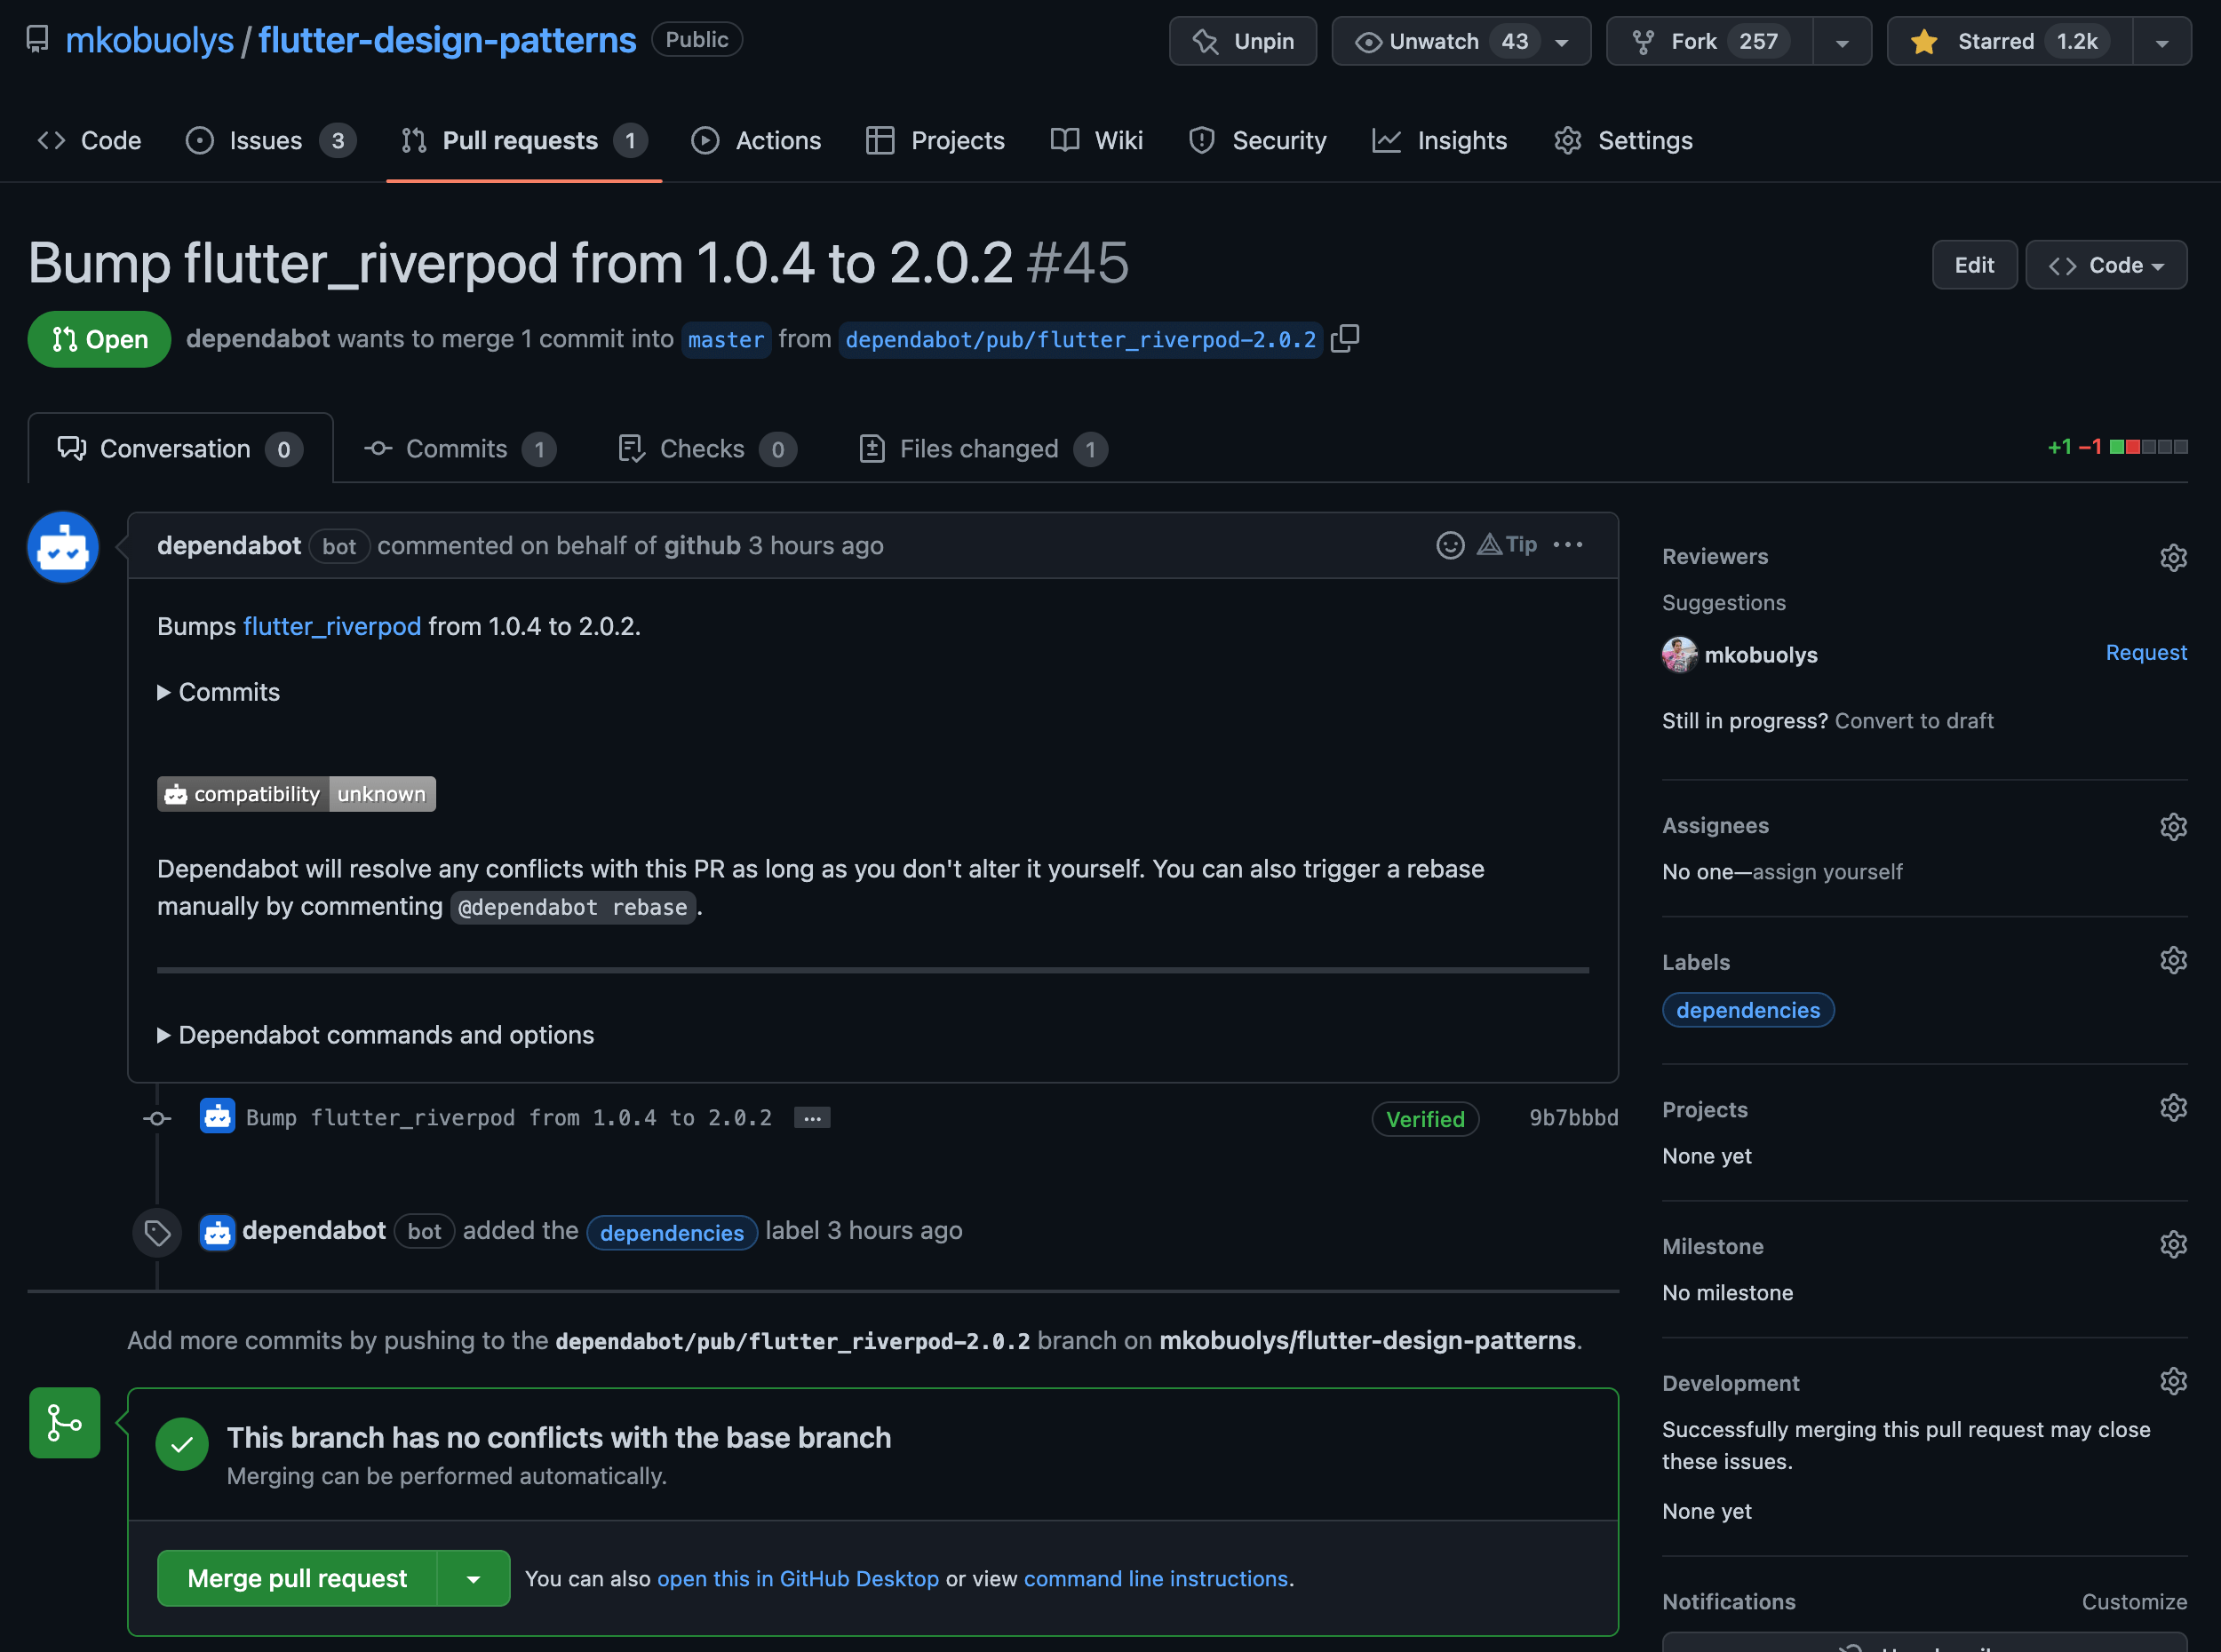 mkobuolys / flutter-design-patterns Public
Unpin Unwatch 43 Fork 257 Starred 1.2k
Code Issues 3 Pull requests 1 Actions Projects Wiki Security Insights Settings
Bump flutter_riverpod from 1.0.4 to 2.0.2 #45
Edit Code
Open dependabot wants to merge 1 commit into master from dependabot/pub/flutter_riverpod-2.0.2
Conversation 0 Commits 1 Checks 0 Files changed 1
+1 −1
dependabot bot commented on behalf of github 3 hours ago
Tip
Bumps flutter_riverpod from 1.0.4 to 2.0.2.
Commits
compatibility unknown
Dependabot will resolve any conflicts with this PR as long as you don't alter it yourself. You can also trigger a rebase
manually by commenting @dependabot rebase.
Dependabot commands and options
Bump flutter_riverpod from 1.0.4 to 2.0.2 ...
Verified 9b7bbbd
dependabot bot added the dependencies label 3 hours ago
Add more commits by pushing to the dependabot/pub/flutter_riverpod-2.0.2 branch on mkobuolys/flutter-design-patterns.
This branch has no conflicts with the base branch
Merging can be performed automatically.
Merge pull request
You can also open this in GitHub Desktop or view command line instructions.
Reviewers
Suggestions
mkobuolys Request
Still in progress? Convert to draft
Assignees
No one—assign yourself
Labels
dependencies
Projects
None yet
Milestone
No milestone
Development
Successfully merging this pull request may close
these issues.
None yet
Notifications Customize